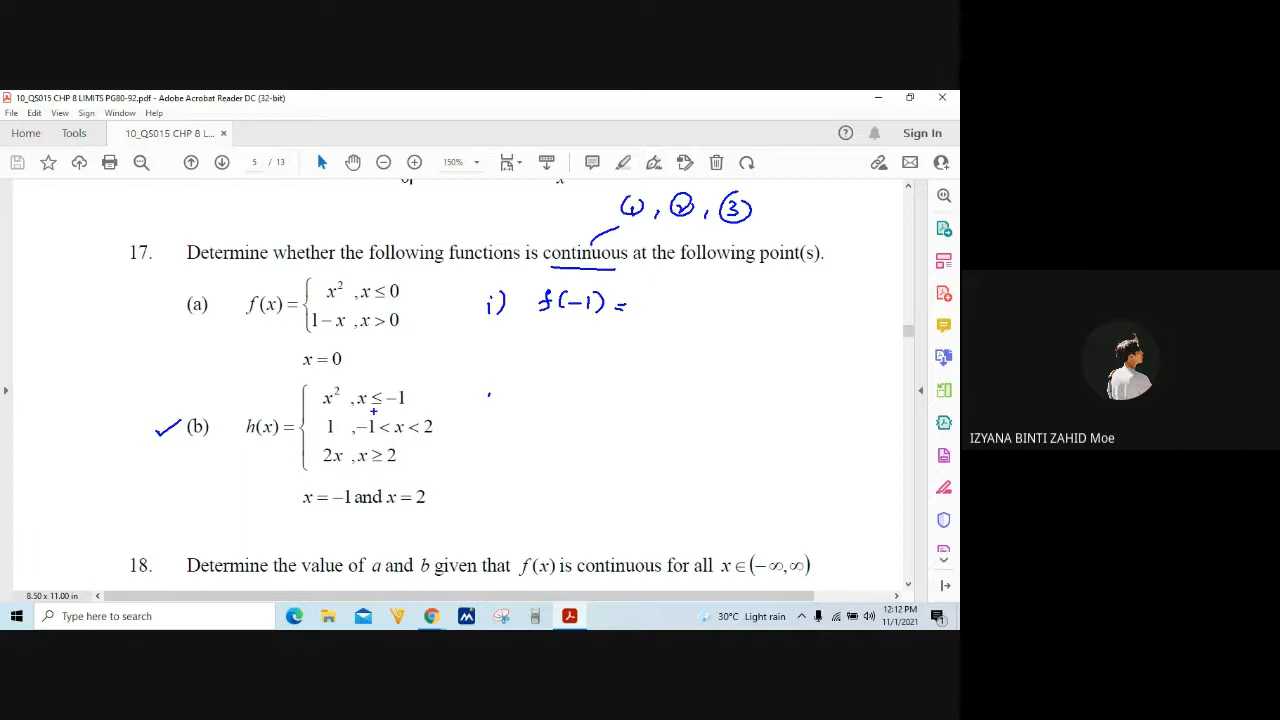 10_QS015 CHP 8 LIMITS PG80-92.pdf - Adobe Acrobat Reader DC (32-bit)
File Edit View Sign Window Help
Home Tools 10_QS015 CHP 8 LI... × Sign In
5 / 13 150%
x
①, ②, ③
17. Determine whether the following functions is continuous at the following point(s).
(a) f(x) = { x² , x ≤ 0
1 − x , x > 0
i) f(-1) =
x = 0
(b) h(x) = { x² , x ≤ −1
1 , −1 < x < 2
2x , x ≥ 2
x = −1 and x = 2
18. Determine the value of a and b given that f(x) is continuous for all x ∈ (−∞, ∞)
8.50 x 11.00 in
Type here to search
30°C Light rain
12:12 PM
11/1/2021
IZYANA BINTI ZAHID Moe